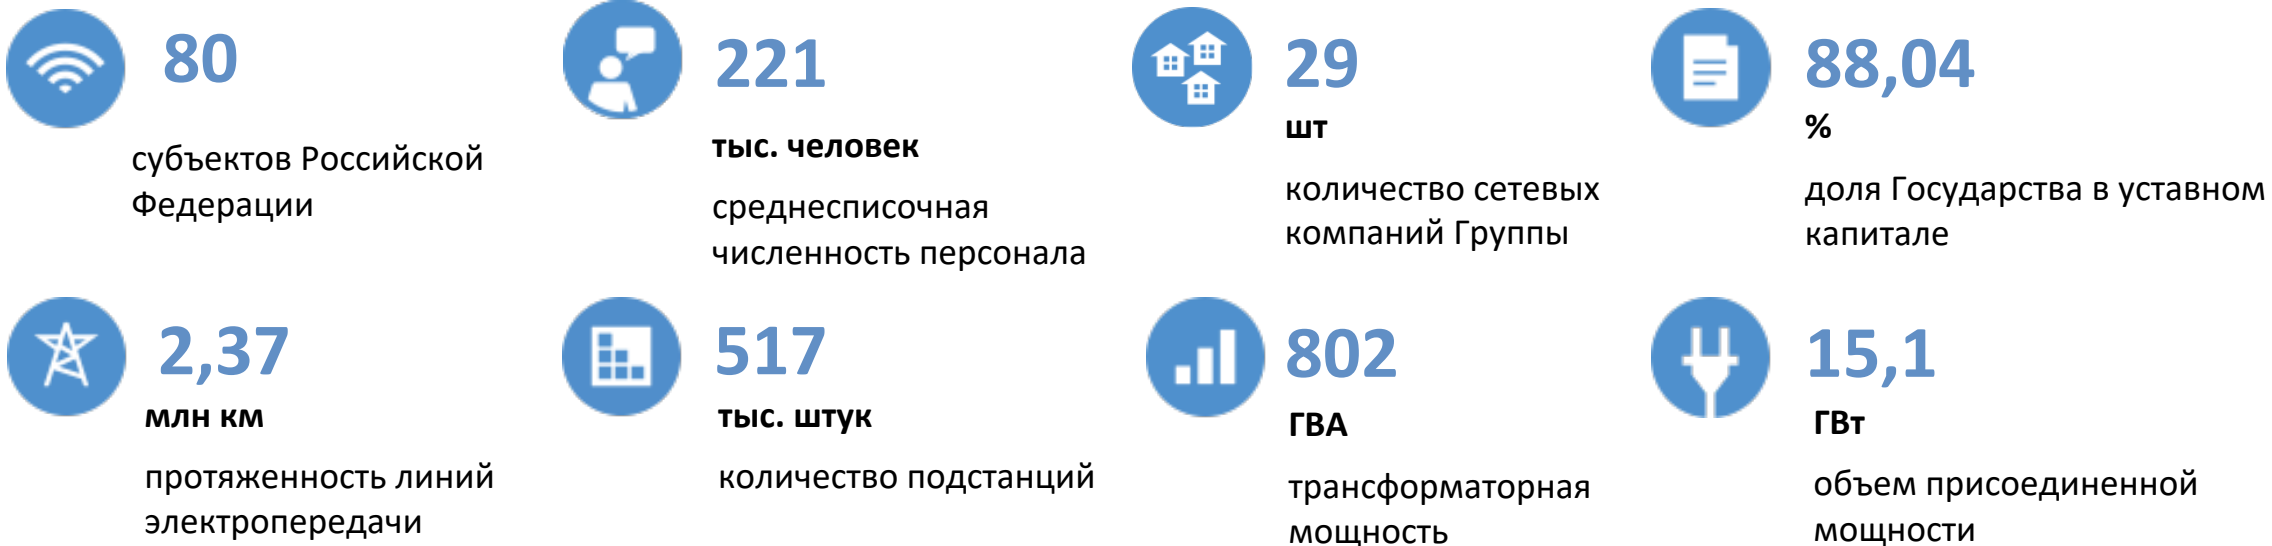 80
субъектов Российской
Федерации
221
тыс. человек
среднесписочная
численность персонала
29
шт
количество сетевых
компаний Группы
88,04
%
доля Государства в уставном
капитале
2,37
млн км
протяженность линий
электропередачи
517
тыс. штук
количество подстанций
802
ГВА
трансформаторная
мощность
15,1
ГВт
объем присоединенной
мощности